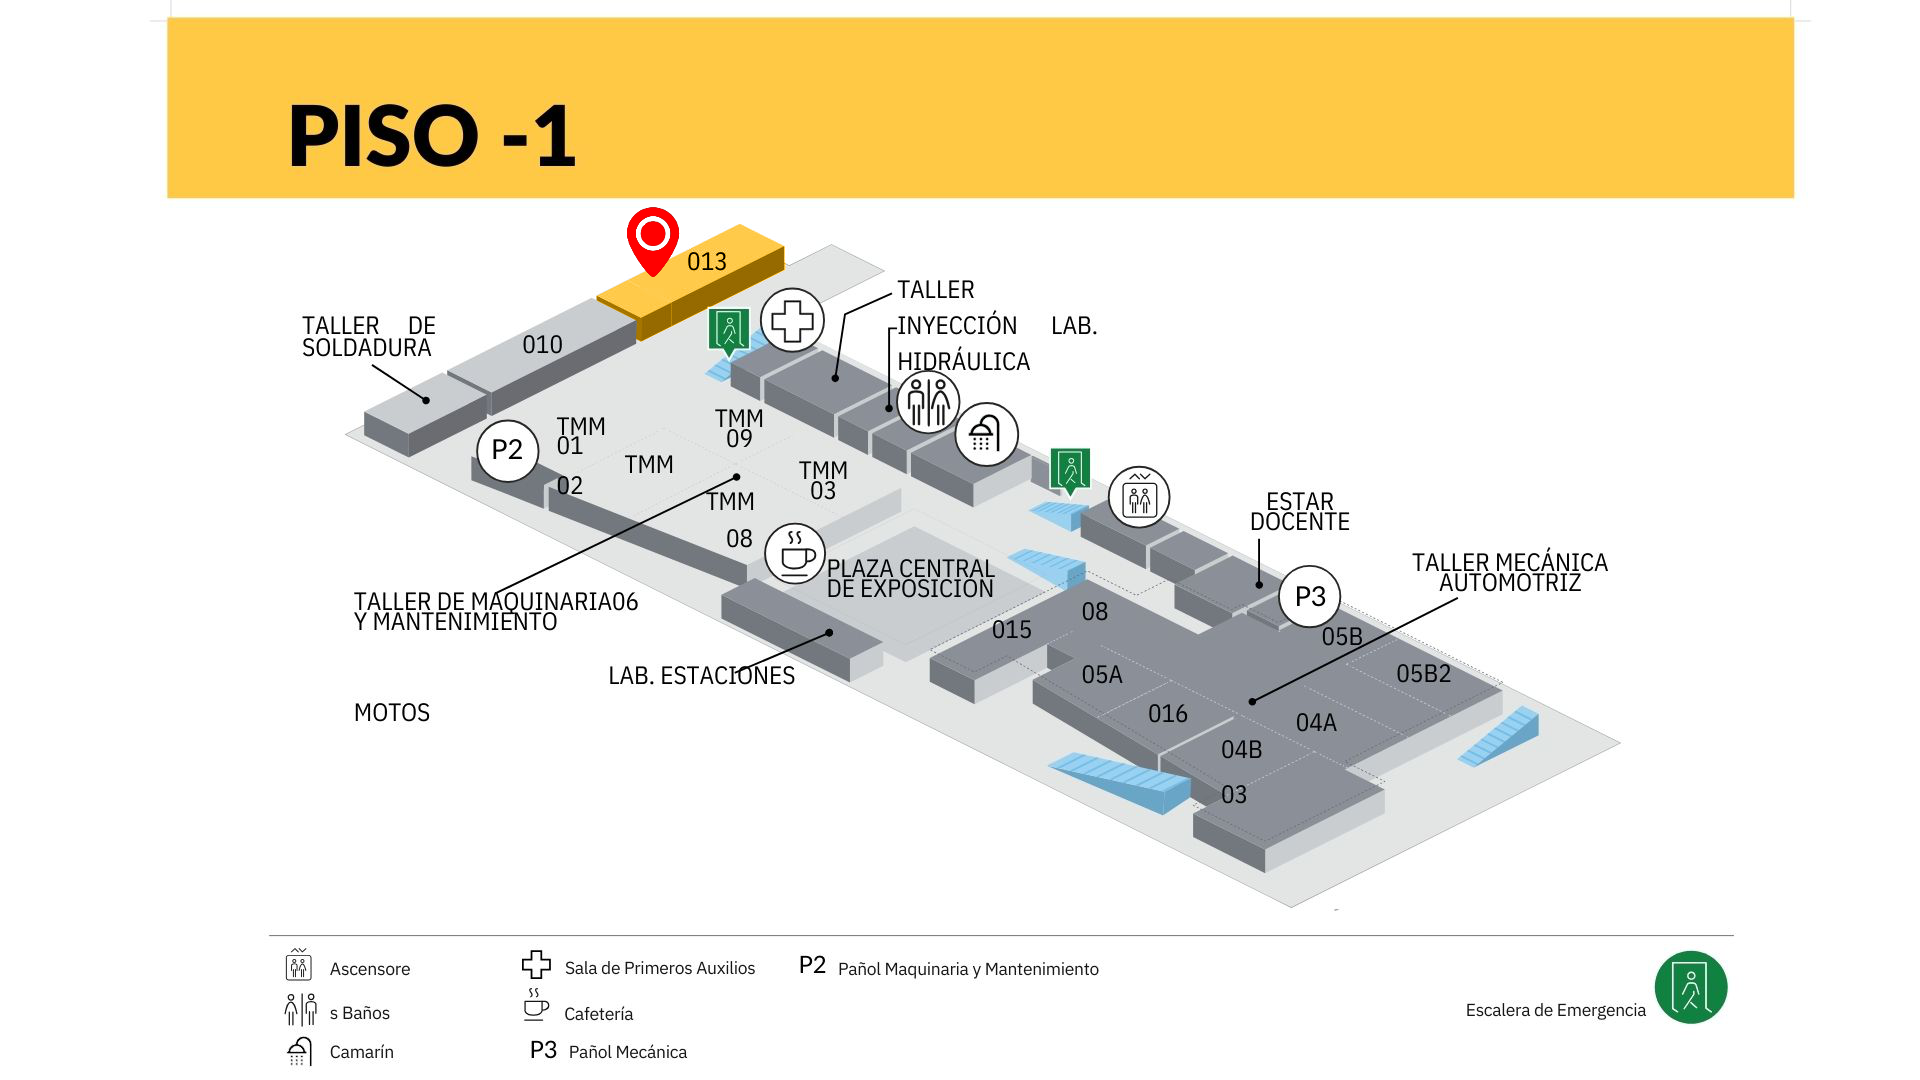 PISO -1
013
TALLER DE
SOLDADURA
010
TALLER
INYECCIÓN LAB.
HIDRÁULICA
TMM
01
02
TMM
TMM
09
TMM
03
TMM
08
P2
PLAZA CENTRAL
DE EXPOSICIÓN
ESTAR
DOCENTE
TALLER MECÁNICA
AUTOMOTRIZ
P3
TALLER DE MAQUINARIA06
Y MANTENIMIENTO
LAB. ESTACIONES
MOTOS
015
08
05B
05B2
05A
016
04A
04B
03
Ascensore
s Baños
Camarín
Sala de Primeros Auxilios
Cafetería
P3 Pañol Mecánica
P2 Pañol Maquinaria y Mantenimiento
Escalera de Emergencia